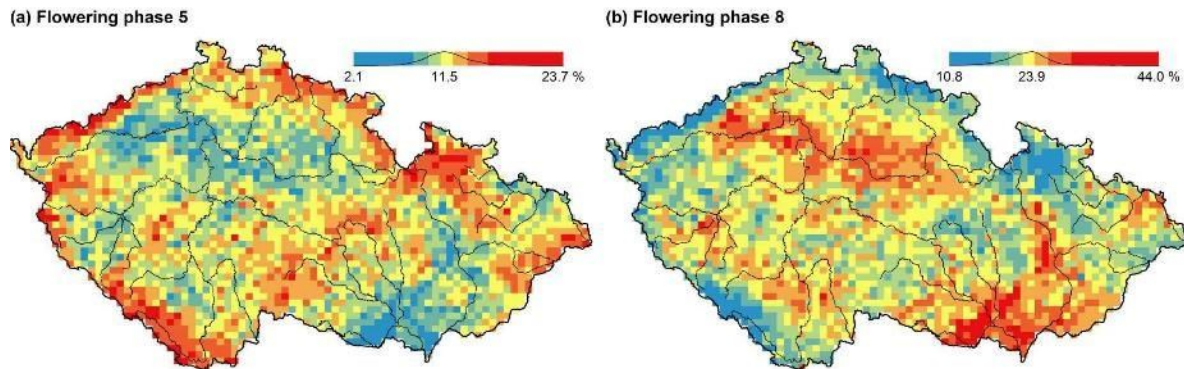 (a) Flowering phase 5
2.1 11.5 23.7 %
(b) Flowering phase 8
10.8 23.9 44.0 %